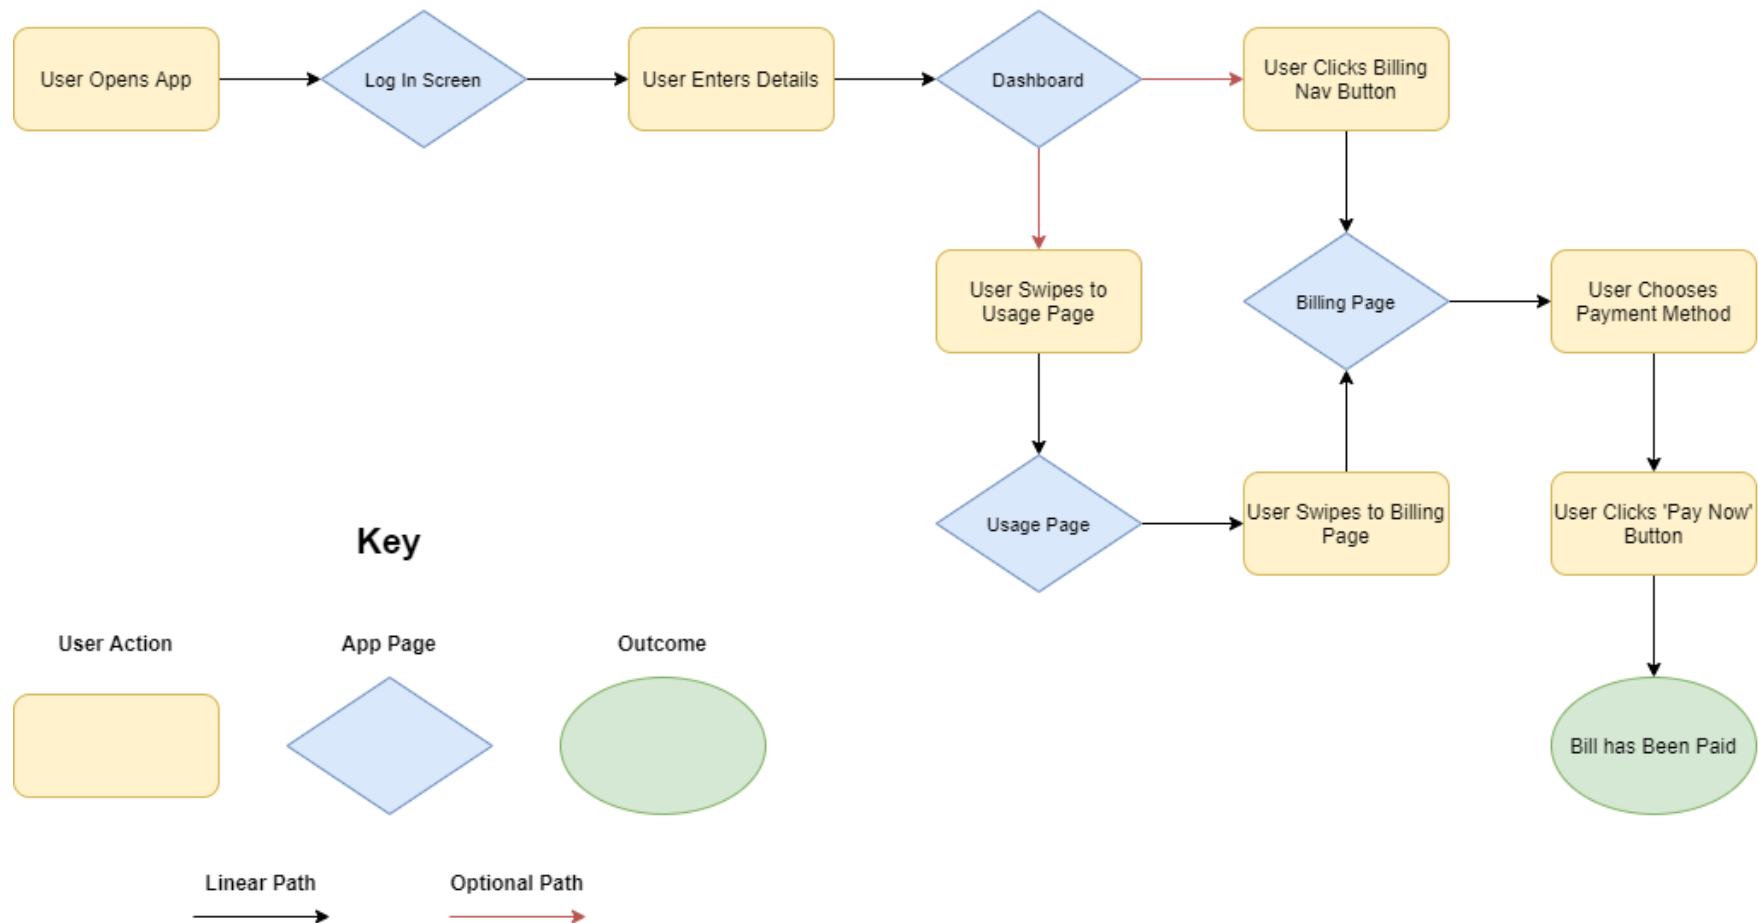 User Opens App
Log In Screen
User Enters Details
Dashboard
User Clicks Billing
Nav Button
User Swipes to
Usage Page
Billing Page
User Chooses
Payment Method
Usage Page
User Swipes to Billing
Page
User Clicks 'Pay Now'
Button
Bill has Been Paid
Key
User Action
App Page
Outcome
Linear Path
Optional Path